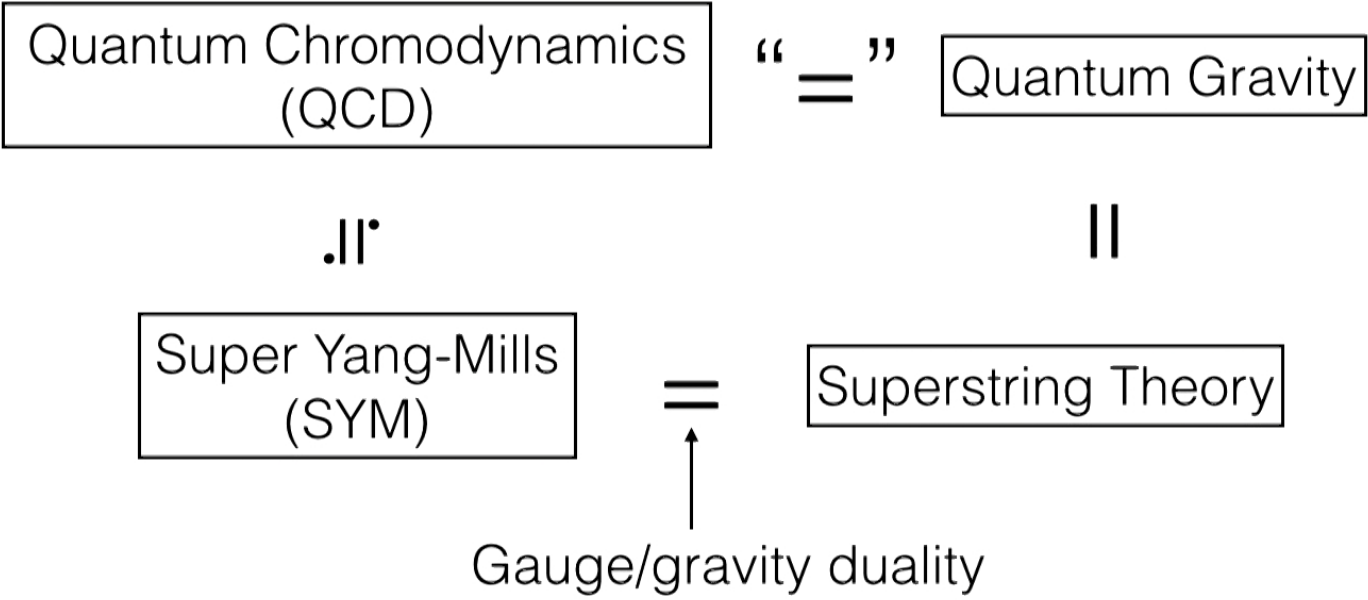 Quantum Chromodynamics
(QCD)
“=”
Quantum Gravity
≒
=
Super Yang-Mills
(SYM)
=
Superstring Theory
Gauge/gravity duality